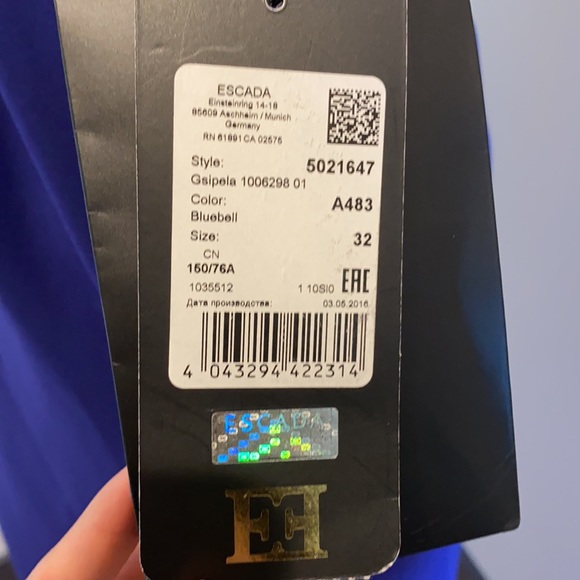 ESCADA
Einsteinring 14-18
85609 Aschheim / Munich
Germany
RN 61891 CA 02575
Style: 5021647
Gsipela 1006298 01
Color: A483
Bluebell
Size: 32
CN
150/76A
1035512 1 10SI0 EAC
Дата производства: 03.05.2016
4 043294 422314
ESCADA